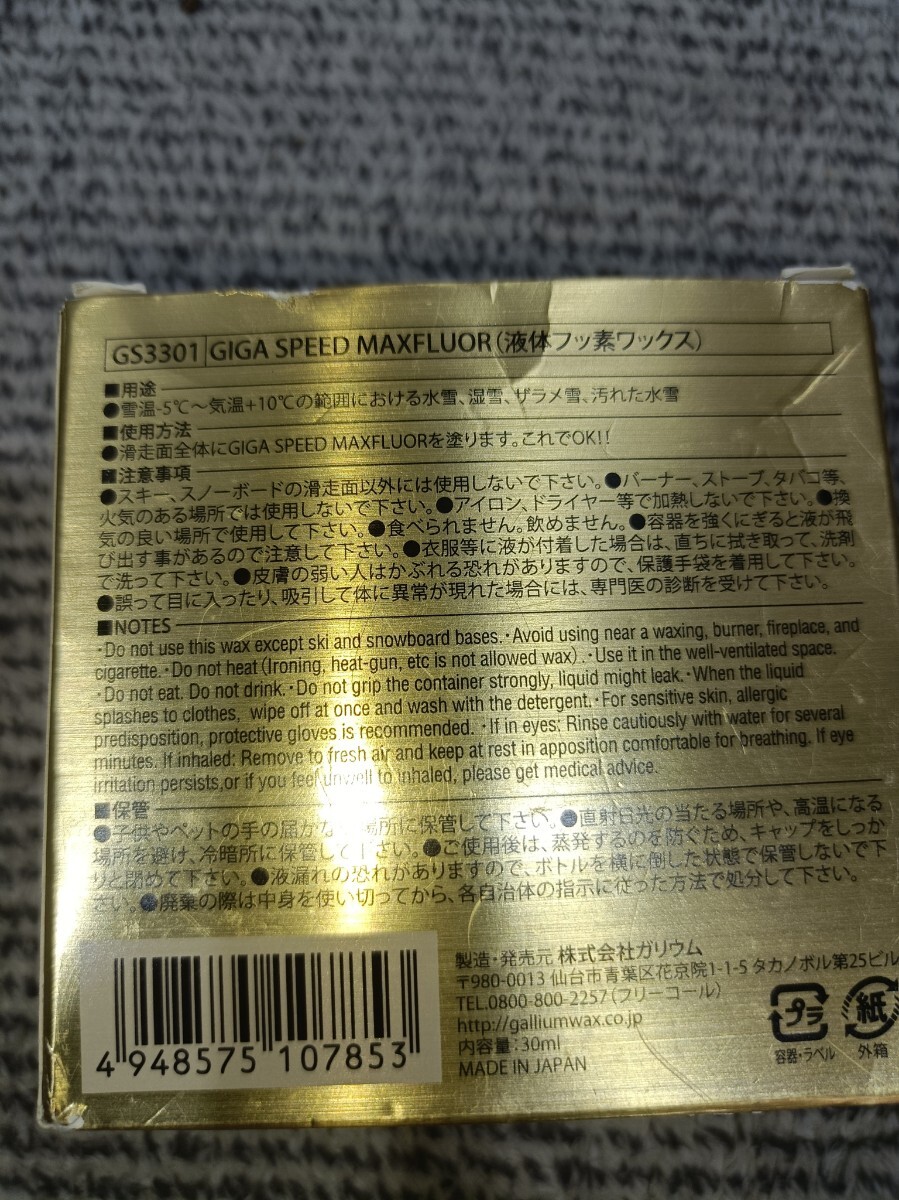 GS3301 GIGA SPEED MAXFLUOR(液体フッ素ワックス)
■用途
●雪温-5℃～気温+10℃の範囲における水雪、湿雪、ザラメ雪、汚れた水雪
■使用方法
●滑走面全体にGIGA SPEED MAXFLUORを塗ります。これでOK!!
■注意事項
●スキー、スノーボードの滑走面以外には使用しないで下さい。●バーナー、ストーブ、タバコ等、
火気のある場所では使用しないで下さい。●アイロン、ドライヤー等で加熱しないで下さい。●換
気の良い場所で使用して下さい。●食べられません。飲めません。●容器を強くにぎると液が飛
び出す事があるので注意して下さい。●衣服等に液が付着した場合は、直ちに拭き取って、洗剤
で洗って下さい。●皮膚の弱い人はかぶれる恐れがありますので、保護手袋を着用して下さい。
●誤って目に入ったり、吸引して体に異常が現れた場合には、専門医の診断を受けて下さい。
■NOTES
・Do not use this wax except ski and snowboard bases.・Avoid using near a waxing, burner, fireplace, and
cigarette.・Do not heat (Ironing, heat-gun, etc is not allowed wax).・Use it in the well-ventilated space.
・Do not eat. Do not drink.・Do not grip the container strongly, liquid might leak.・When the liquid
splashes to clothes, wipe off at once and wash with the detergent.・For sensitive skin, allergic
predisposition, protective gloves is recommended.・If in eyes: Rinse cautiously with water for several
minutes. If inhaled: Remove to fresh air and keep at rest in apposition comfortable for breathing. If eye
irritation persists,or if you feel unwell to inhaled, please get medical advice.
■保管
●子供やペットの手の届かな 場所に保管して下さい。●直射日光の当たる場所や、高温になる
場所を避け、冷暗所に保管して下さい。●ご使用後は、蒸発するのを防ぐため、キャップをしっか
りと閉めて下さい。●液漏れの恐れがありますので、ボトルを横に倒した状態で保管しないで下
さい。●廃棄の際は中身を使い切ってから、各自治体の指示に従った方法で処分して下さい。
製造・発売元 株式会社ガリウム
〒980-0013 仙台市青葉区花京院1-1-5 タカノボル第25ビル
TEL.0800-800-2257(フリーコール)
http://galliumwax.co.jp
内容量:30ml
MADE IN JAPAN
プラ
容器・ラベル
紙
外箱
4 948575 107853